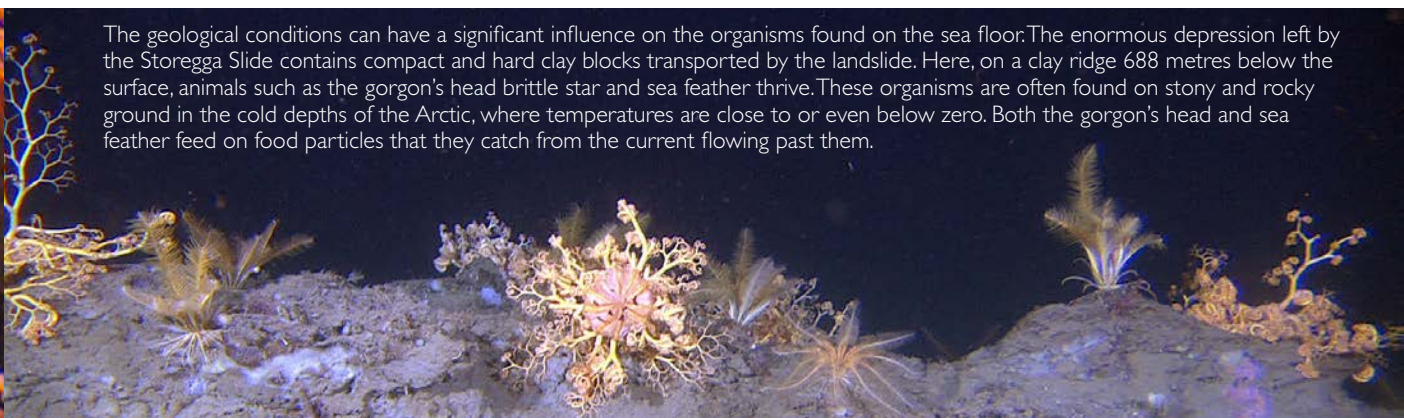 The geological conditions can have a significant influence on the organisms found on the sea floor. The enormous depression left by
the Storegga Slide contains compact and hard clay blocks transported by the landslide. Here, on a clay ridge 688 metres below the
surface, animals such as the gorgon's head brittle star and sea feather thrive. These organisms are often found on stony and rocky
ground in the cold depths of the Arctic, where temperatures are close to or even below zero. Both the gorgon's head and sea
feather feed on food particles that they catch from the current flowing past them.